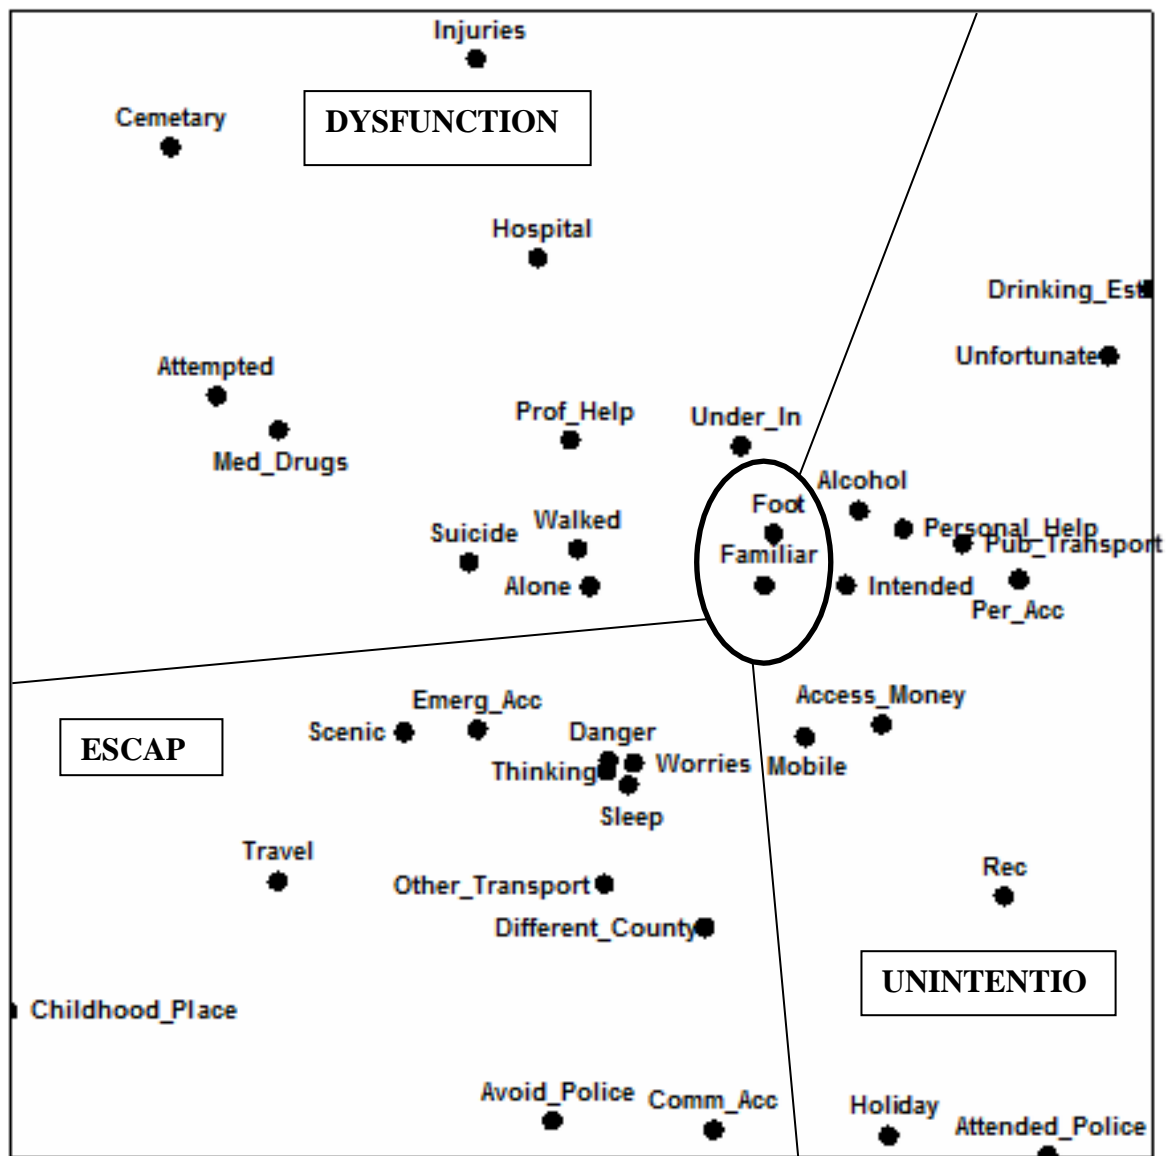 Injuries
Cemetary
DYSFUNCTION
Hospital
Drinking_Est
Unfortunate
Attempted
Med_Drugs
Prof_Help
Under_In
Alcohol
Foot
Personal_Help
Pub_Transport
Suicide
Walked
Familiar
Alone
Intended
Per_Acc
Emerg_Acc
Access_Money
Scenic
Danger
ESCAP
Thinking
Worries
Mobile
Sleep
Travel
Rec
Other_Transport
Different_County
UNINTENTIO
Childhood_Place
Avoid_Police
Comm_Acc
Holiday
Attended_Police